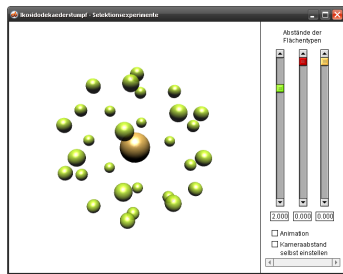 Ikosidodekaederstumpf - Selektionsexperimente
Abstände der
Flächentypen
2.000 0.000 0.000
Animation
Kameraabstand
selbst einstellen